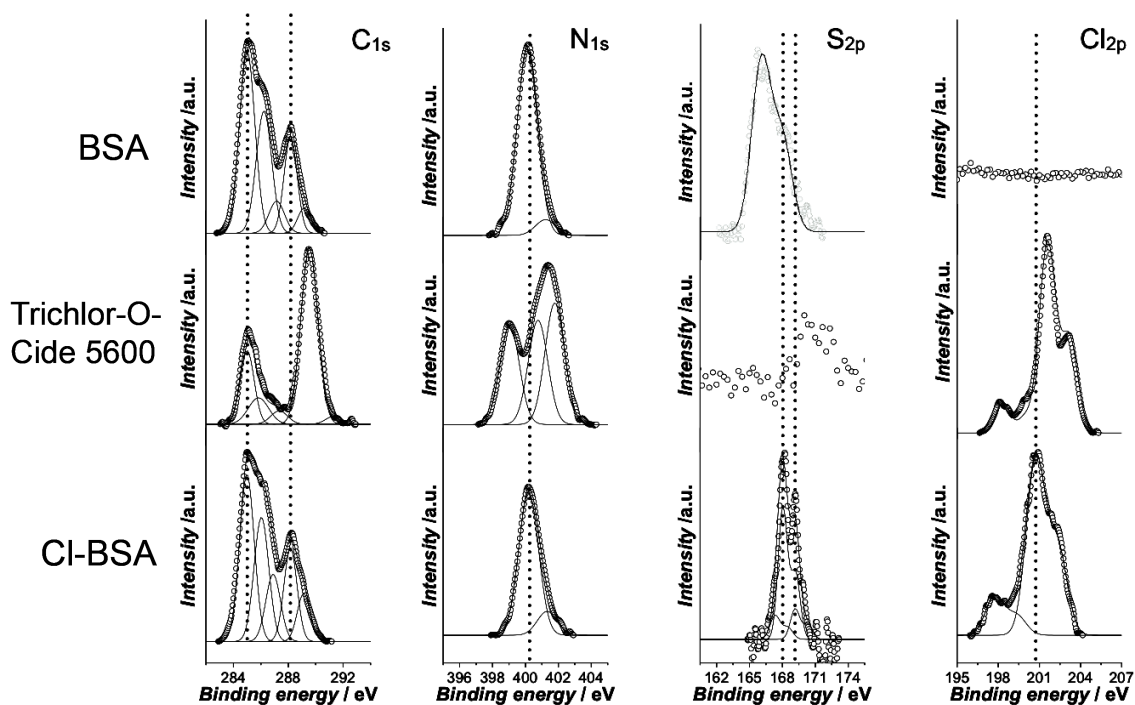 C1s
N1s
S2p
Cl2p
BSA
Intensity /a.u.
Intensity /a.u.
Intensity /a.u.
Intensity /a.u.
Trichlor-O-
Cide 5600
Intensity /a.u.
Intensity /a.u.
Intensity /a.u.
Intensity /a.u.
Cl-BSA
Intensity /a.u.
Intensity /a.u.
Intensity /a.u.
Intensity /a.u.
284 288 292
396 398 400 402 404
162 165 168 171 174
195 198 201 204 207
Binding energy / eV
Binding energy / eV
Binding energy / eV
Binding energy / eV